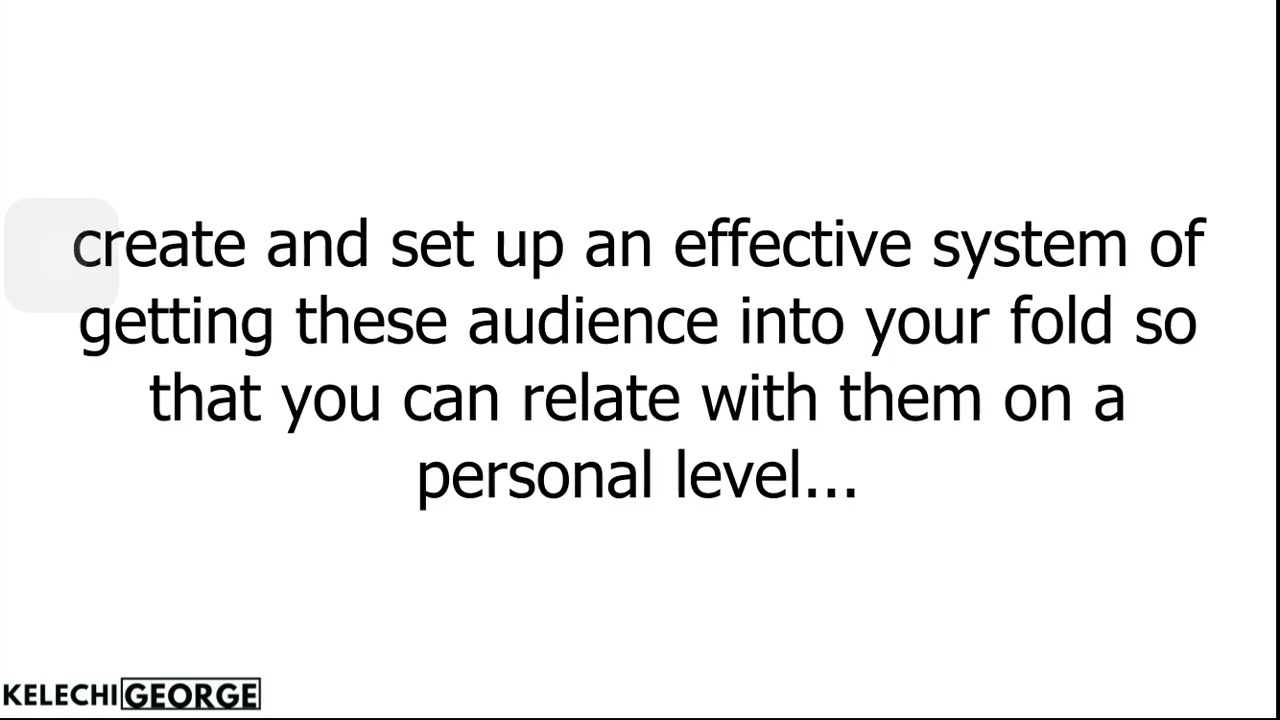 create and set up an effective system of
getting these audience into your fold so
that you can relate with them on a
personal level...
KELECHI GEORGE